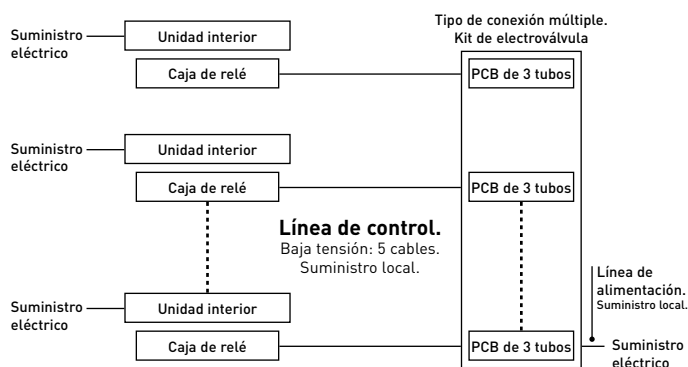 Tipo de conexión múltiple.
Kit de electroválvula
Suministro
eléctrico
Unidad interior
Caja de relé
PCB de 3 tubos
Suministro
eléctrico
Unidad interior
Caja de relé
PCB de 3 tubos
Línea de control.
Baja tensión: 5 cables.
Suministro local.
Línea de
alimentación.
Suministro local.
Suministro
eléctrico
Unidad interior
Caja de relé
PCB de 3 tubos
Suministro
eléctrico